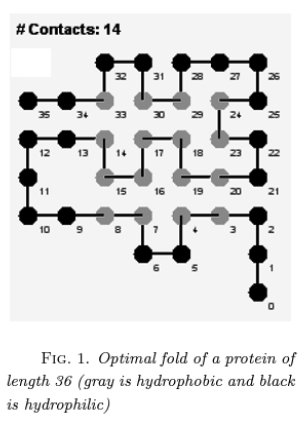 # Contacts: 14
32 31 28 27 26
35 34 33 30 29 24 25
12 13 14 17 18 23 22
11 15 16 19 20 21
10 9 8 7 4 3 2
6 5 1
0
FIG. 1. Optimal fold of a protein of
length 36 (gray is hydrophobic and black
is hydrophilic)